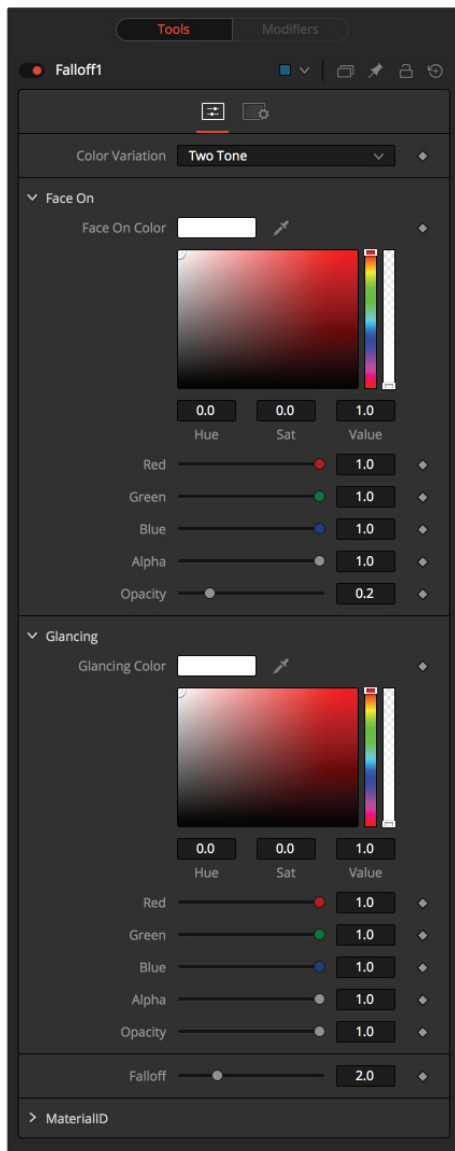 Tools Modifiers
Falloff1
Color Variation Two Tone
Face On
Face On Color
0.0 0.0 1.0
Hue Sat Value
Red 1.0
Green 1.0
Blue 1.0
Alpha 1.0
Opacity 0.2
Glancing
Glancing Color
0.0 0.0 1.0
Hue Sat Value
Red 1.0
Green 1.0
Blue 1.0
Alpha 1.0
Opacity 1.0
Falloff 2.0
MaterialID